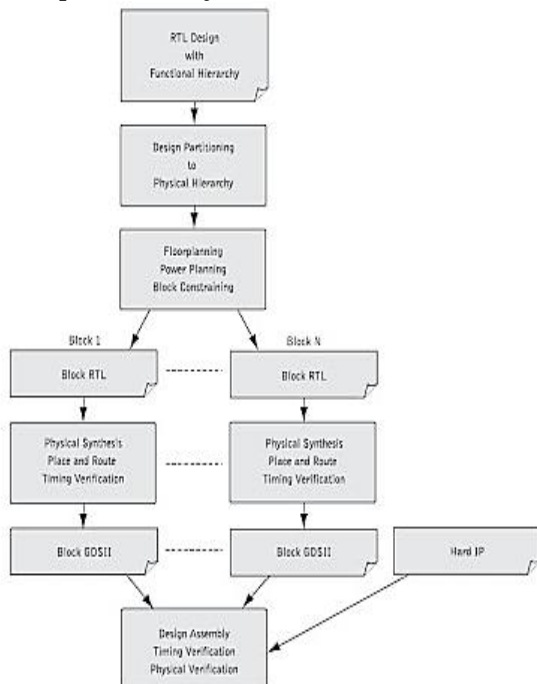 RTL Design
with
Functional Hierarchy
Design Partitioning
to
Physical Hierarchy
Floorplanning
Power Planning
Block Constraining
Block 1
Block N
Block RTL
Block RTL
Physical Synthesis
Place and Route
Timing Verification
Physical Synthesis
Place and Route
Timing Verification
Block GDSII
Block GDSII
Hard IP
Design Assembly
Timing Verification
Physical Verification